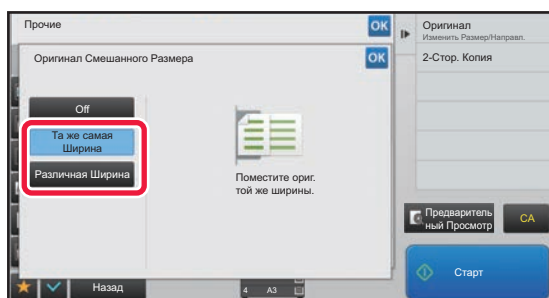 Прочие
OK
Оригинал Смешанного Размера
OK
Off
Та же самая
Ширина
Различная Ширина
Поместите ориг.
той же ширины.
Назад
4 A3
Оригинал
Изменить Размер/Направл.
2-Стор. Копия
Предваритель
ный Просмотр
CA
Старт